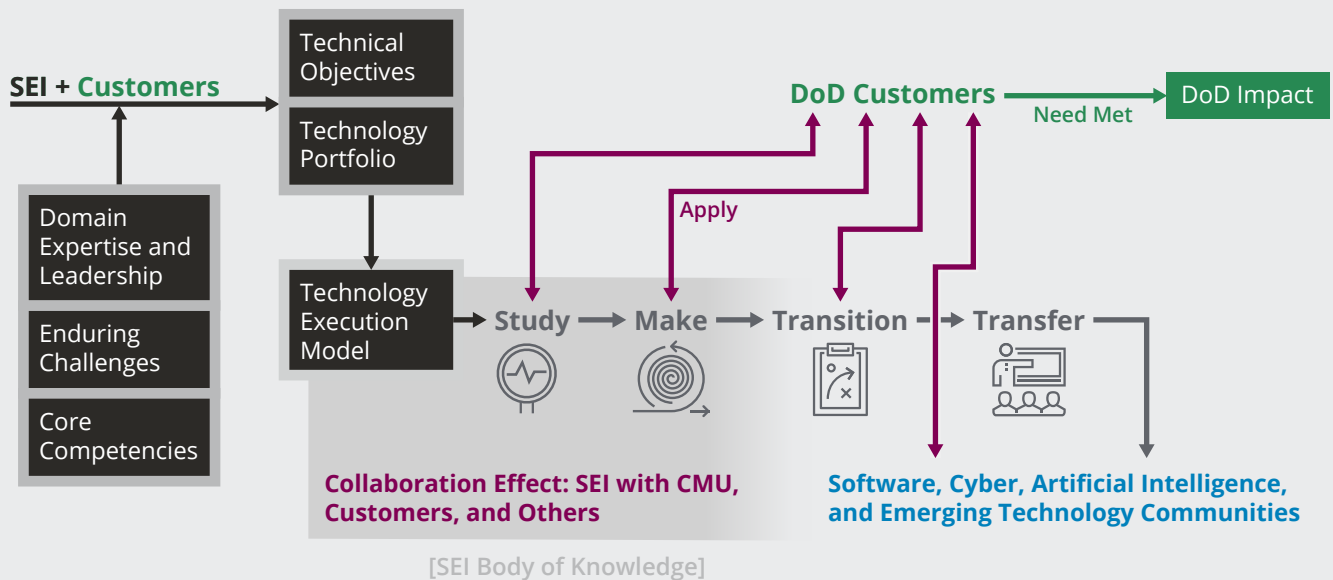 SEI + Customers
Technical
Objectives
Technology
Portfolio
Domain
Expertise and
Leadership
Enduring
Challenges
Core
Competencies
Technology
Execution
Model
DoD Customers
Need Met
DoD Impact
Apply
Study
Make
Transition
Transfer
Collaboration Effect: SEI with CMU,
Customers, and Others
Software, Cyber, Artificial Intelligence,
and Emerging Technology Communities
[SEI Body of Knowledge]